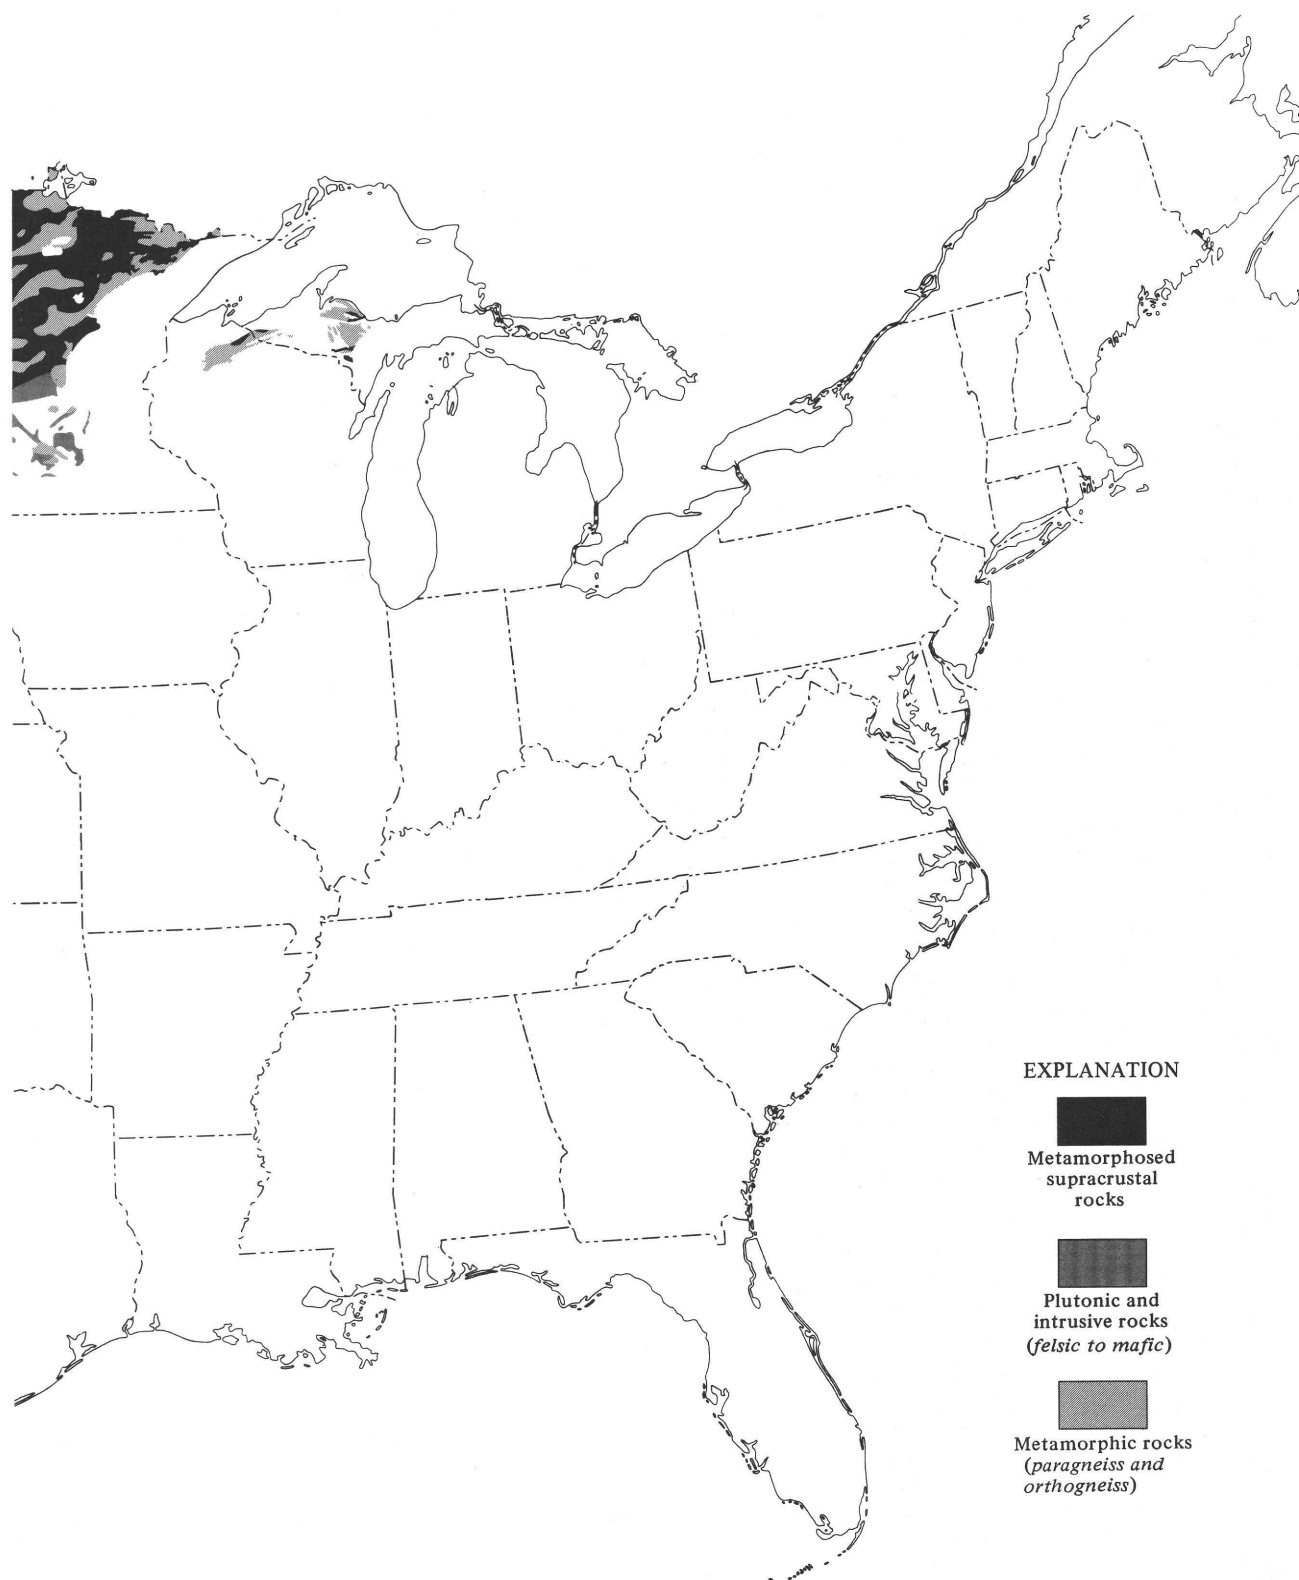 EXPLANATION
Metamorphosed
supracrustal
rocks
Plutonic and
intrusive rocks
(felsic to mafic)
Metamorphic rocks
(paragneiss and
orthogneiss)